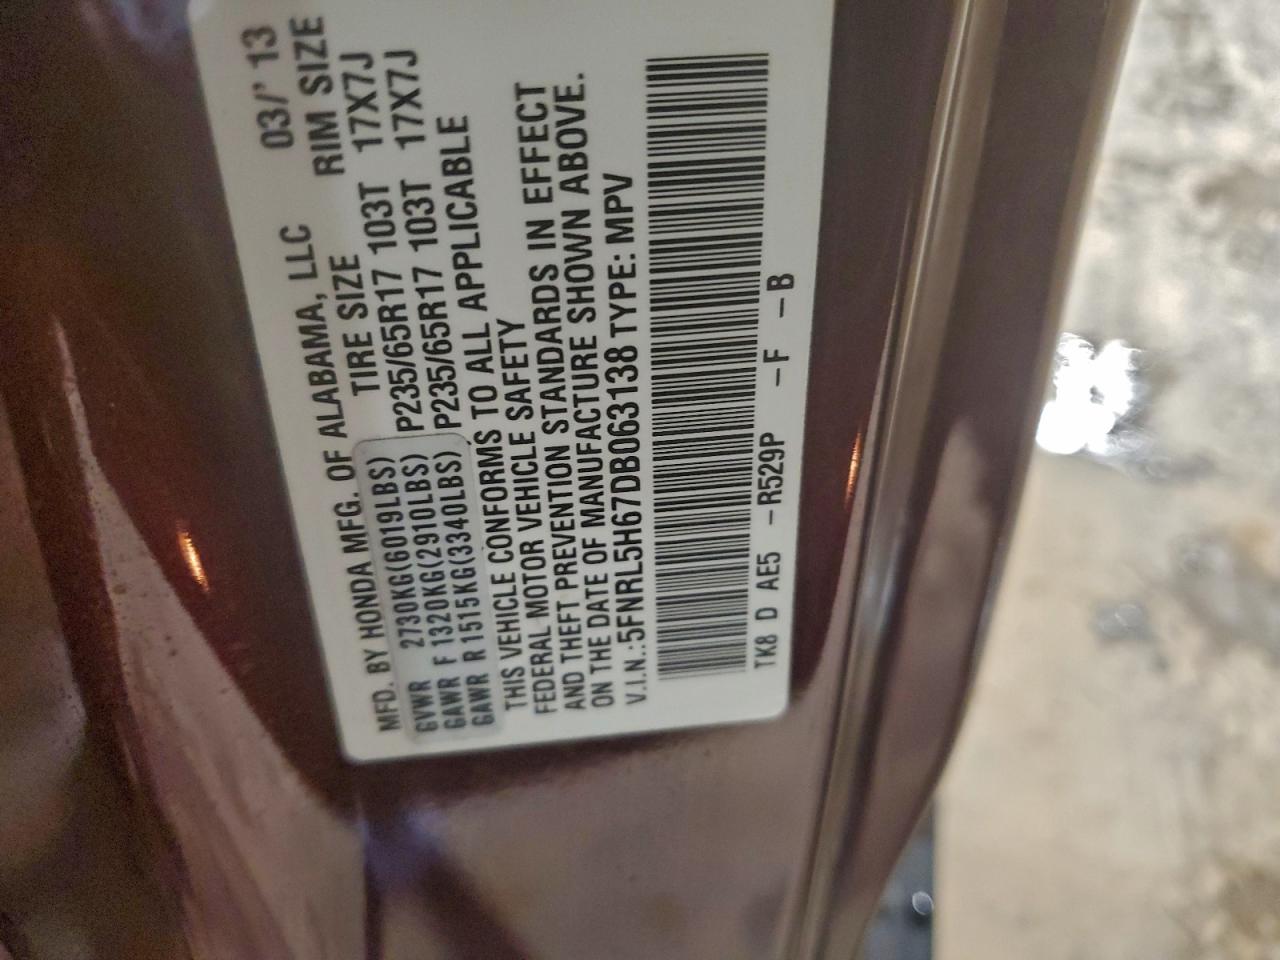 MFD. BY HONDA MFG. OF ALABAMA, LLC 03/' 13
TIRE SIZE RIM SIZE
GVWR 2730KG(6019LBS)
GAWR F 1320KG(2910LBS) P235/65R17 103T 17X7J
GAWR R 1515KG(3340LBS) P235/65R17 103T 17X7J
THIS VEHICLE CONFORMS TO ALL APPLICABLE
FEDERAL MOTOR VEHICLE SAFETY
AND THEFT PREVENTION STANDARDS IN EFFECT
ON THE DATE OF MANUFACTURE SHOWN ABOVE.
V.I.N.:5FNRL5H67DB063138 TYPE: MPV
TK8 D AE5 -R529P -F -B